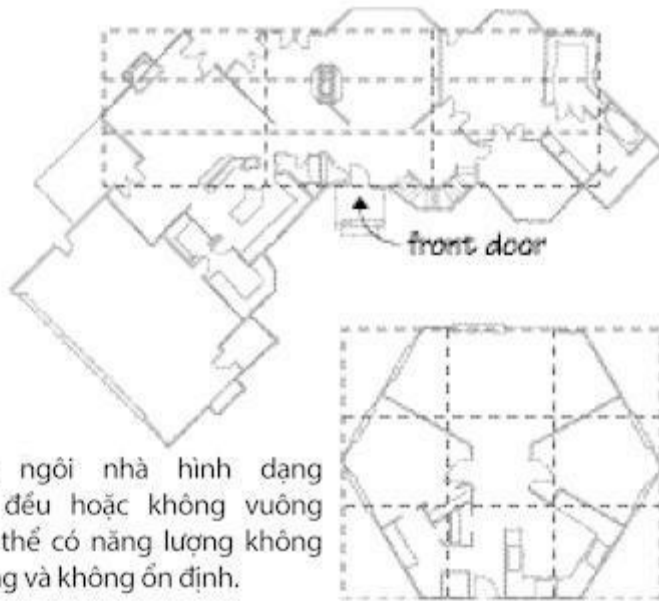 front door
ngôi nhà hình dạng
đều hoặc không vuông
thể có năng lượng không
và không ổn định.